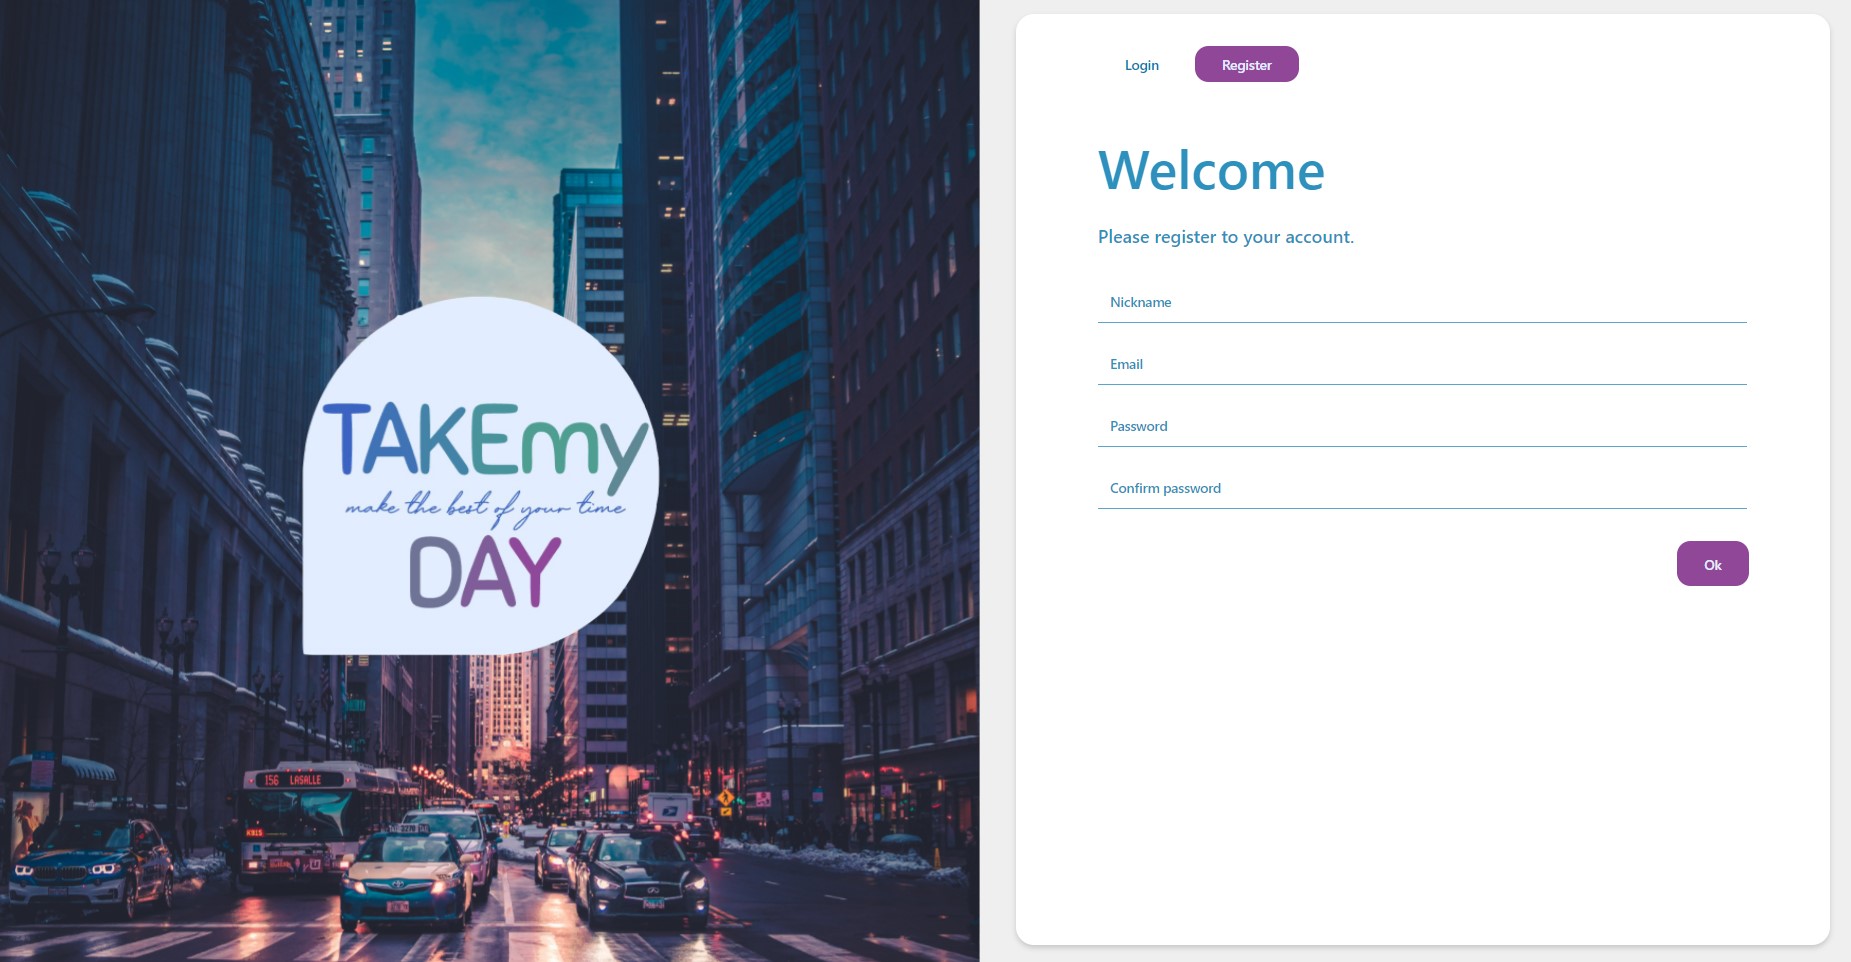 Login
Register
Welcome
Please register to your account.
Nickname
Email
Password
Confirm password
Ok
TAKEmy
make the best of your time
DAY
156 LASALLE